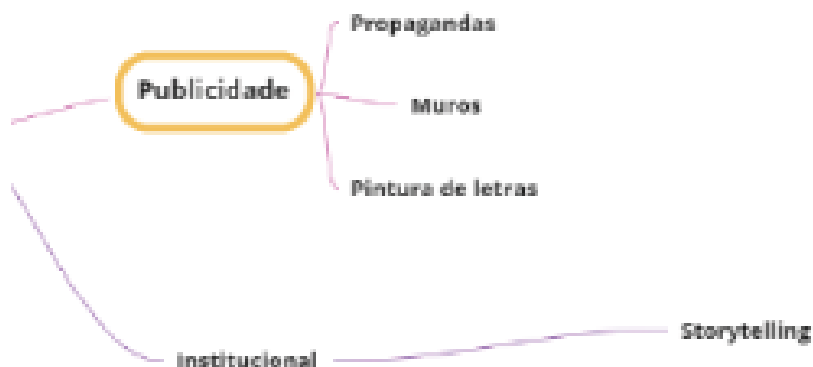 Propagandas
Publicidade
Muros
Pintura de letras
Storytelling
Institucional